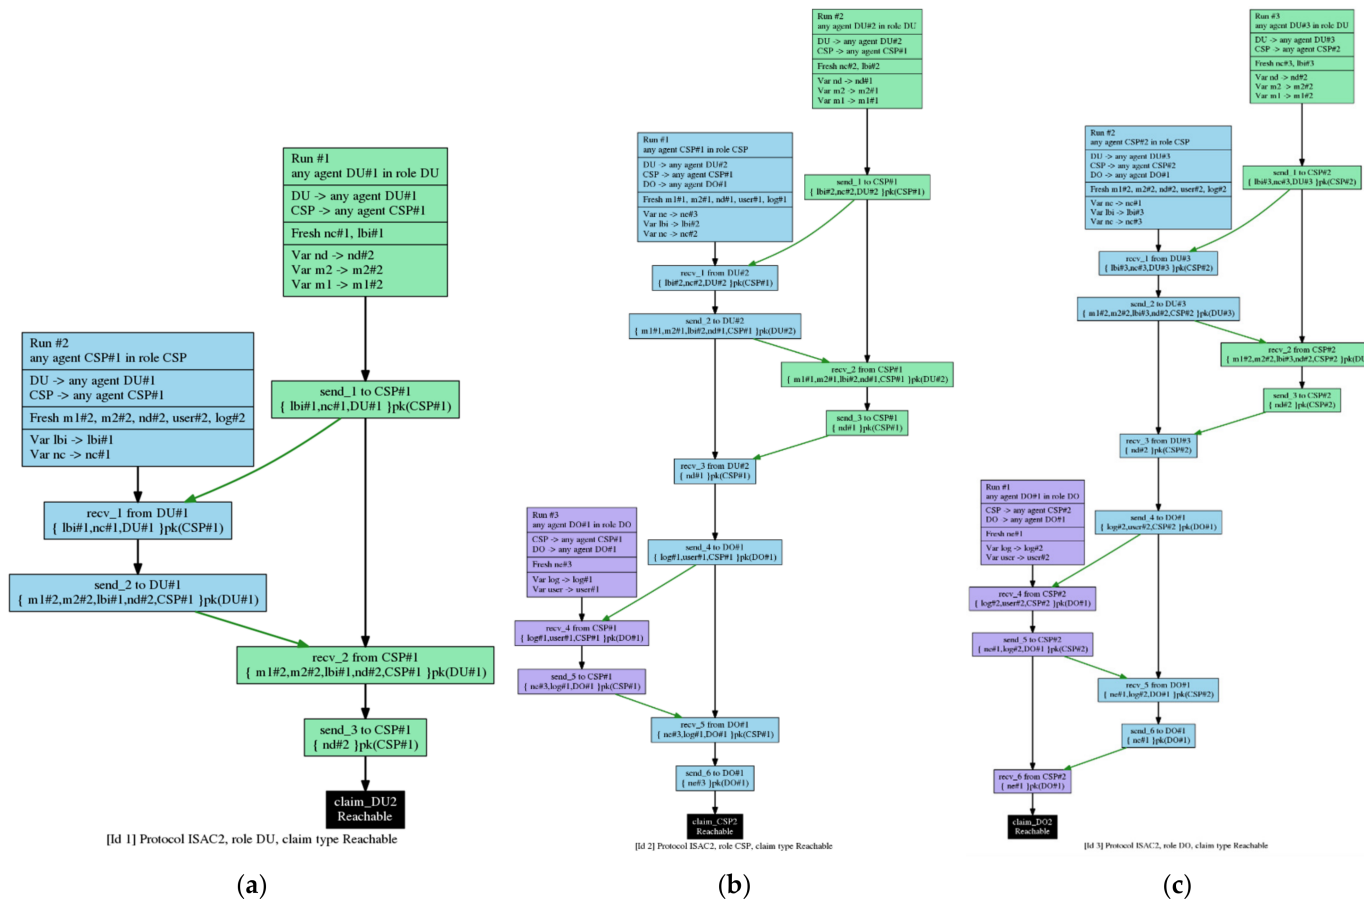 Run #1
any agent DU#1 in role DU
DU -> any agent DU#1
CSP -> any agent CSP#1
Fresh nc#1, lbi#1
Var nd -> nd#2
Var m2 -> m2#2
Var m1 -> m1#2
Run #2
any agent CSP#1 in role CSP
DU -> any agent DU#1
CSP -> any agent CSP#1
Fresh m1#2, m2#2, nd#2, user#2, log#2
Var lbi -> lbi#1
Var nc -> nc#1
send_1 to CSP#1
{ lbi#1,nc#1,DU#1 }pk(CSP#1)
recv_1 from DU#1
{ lbi#1,nc#1,DU#1 }pk(CSP#1)
send_2 to DU#1
{ m1#2,m2#2,lbi#1,nd#2,CSP#1 }pk(DU#1)
recv_2 from CSP#1
{ m1#2,m2#2,lbi#1,nd#2,CSP#1 }pk(DU#1)
send_3 to CSP#1
{ nd#2 }pk(CSP#1)
claim_DU2
Reachable
[Id 1] Protocol ISAC2, role DU, claim type Reachable
(a)
Run #2
any agent DU#2 in role DU
DU -> any agent DU#2
CSP -> any agent CSP#1
Fresh nc#2, lbi#2
Var nd -> nd#1
Var m2 -> m2#1
Var m1 -> m1#1
Run #1
any agent CSP#1 in role CSP
DU -> any agent DU#2
CSP -> any agent CSP#1
DO -> any agent DO#1
Fresh m1#1, m2#1, nd#1, user#1, log#1
Var ne -> ne#3
Var lbi -> lbi#2
Var nc -> nc#2
send_1 to CSP#1
{ lbi#2,nc#2,DU#2 }pk(CSP#1)
recv_1 from DU#2
{ lbi#2,nc#2,DU#2 }pk(CSP#1)
send_2 to DU#2
{ m1#1,m2#1,lbi#2,nd#1,CSP#1 }pk(DU#2)
recv_2 from CSP#1
{ m1#1,m2#1,lbi#2,nd#1,CSP#1 }pk(DU#2)
send_3 to CSP#1
{ nd#1 }pk(CSP#1)
recv_3 from DU#2
{ nd#1 }pk(CSP#1)
Run #3
any agent DO#1 in role DO
CSP -> any agent CSP#1
DO -> any agent DO#1
Fresh ne#3
Var log -> log#1
Var user -> user#1
send_4 to DO#1
{ log#1,user#1,CSP#1 }pk(DO#1)
recv_4 from CSP#1
{ log#1,user#1,CSP#1 }pk(DO#1)
send_5 to CSP#1
{ ne#3,log#1,DO#1 }pk(CSP#1)
recv_5 from DO#1
{ ne#3,log#1,DO#1 }pk(CSP#1)
send_6 to DO#1
{ ne#3 }pk(DO#1)
claim_CSP2
Reachable
[Id 2] Protocol ISAC2, role CSP, claim type Reachable
(b)
Run #3
any agent DU#3 in role DU
DU -> any agent DU#3
CSP -> any agent CSP#2
Fresh nc#3, lbi#3
Var nd -> nd#2
Var m2 -> m2#2
Var m1 -> m1#2
Run #2
any agent CSP#2 in role CSP
DU -> any agent DU#3
CSP -> any agent CSP#2
DO -> any agent DO#1
Fresh m1#2, m2#2, nd#2, user#2, log#2
Var ne -> ne#1
Var lbi -> lbi#3
Var nc -> nc#3
send_1 to CSP#2
{ lbi#3,nc#3,DU#3 }pk(CSP#2)
recv_1 from DU#3
{ lbi#3,nc#3,DU#3 }pk(CSP#2)
send_2 to DU#3
{ m1#2,m2#2,lbi#3,nd#2,CSP#2 }pk(DU#3)
recv_2 from CSP#2
{ m1#2,m2#2,lbi#3,nd#2,CSP#2 }pk(DU
send_3 to CSP#2
{ nd#2 }pk(CSP#2)
recv_3 from DU#3
{ nd#2 }pk(CSP#2)
Run #1
any agent DO#1 in role DO
CSP -> any agent CSP#2
DO -> any agent DO#1
Fresh ne#1
Var log -> log#2
Var user -> user#2
send_4 to DO#1
{ log#2,user#2,CSP#2 }pk(DO#1)
recv_4 from CSP#2
{ log#2,user#2,CSP#2 }pk(DO#1)
send_5 to CSP#2
{ ne#1,log#2,DO#1 }pk(CSP#2)
recv_5 from DO#1
{ ne#1,log#2,DO#1 }pk(CSP#2)
send_6 to DO#1
{ ne#1 }pk(DO#1)
recv_6 from CSP#2
{ ne#1 }pk(DO#1)
claim_DO2
Reachable
[Id 3] Protocol ISAC2, role DO, claim type Reachable
(c)